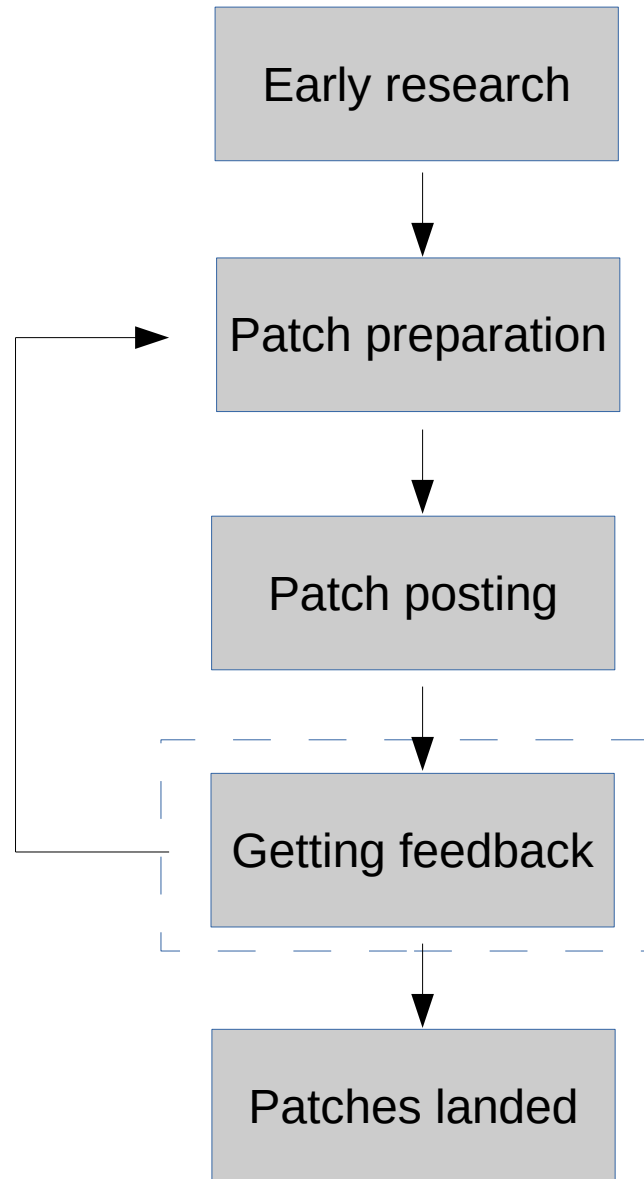 Early research
Patch preparation
Patch posting
Getting feedback
Patches landed